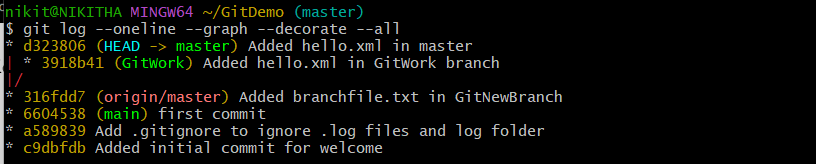 nikit@NIKITHA MINGW64 ~/GitDemo (master)
$ git log --oneline --graph --decorate --all
* d323806 (HEAD -> master) Added hello.xml in master
| * 3918b41 (GitWork) Added hello.xml in GitWork branch
|/
* 316fdd7 (origin/master) Added branchfile.txt in GitNewBranch
* 6604538 (main) first commit
* a589839 Add .gitignore to ignore .log files and log folder
* c9dbfdb Added initial commit for welcome